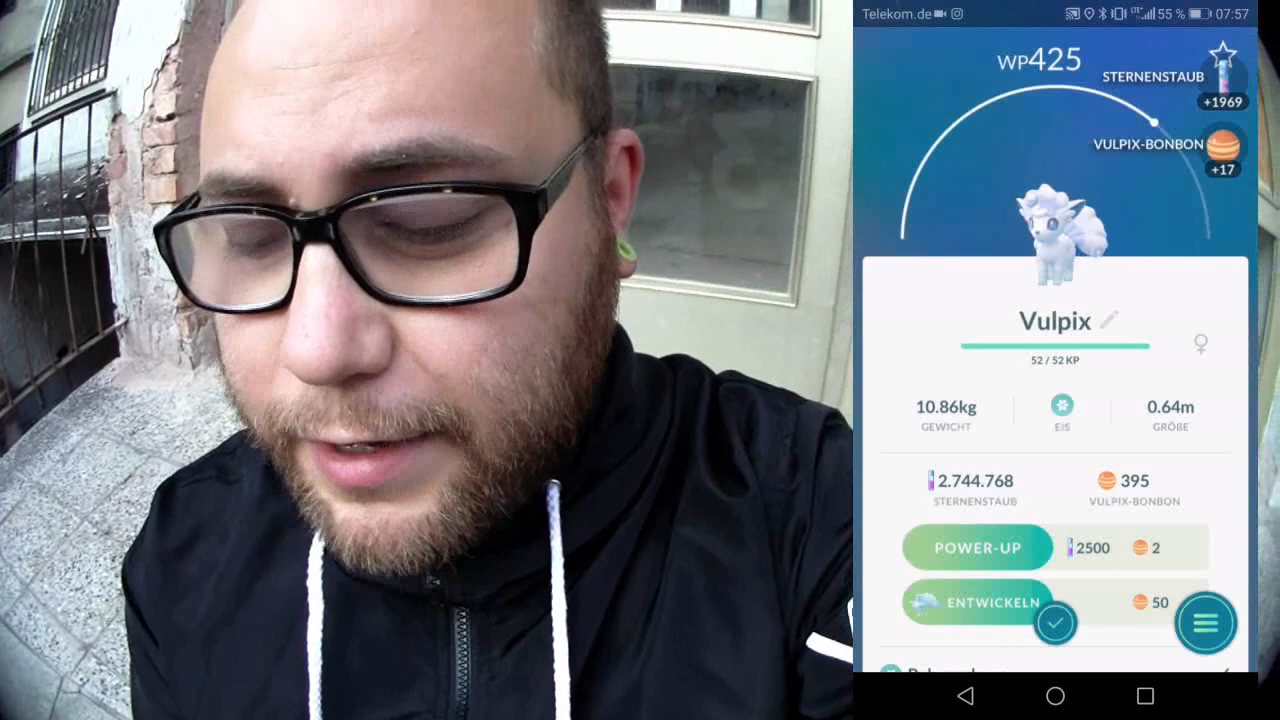 Telekom.de
LTE+ 55 % 07:57
WP425
STERNENSTAUB
+1969
VULPIX-BONBON
+17
Vulpix
52 / 52 KP
10.86kg
GEWICHT
EIS
0.64m
GRÖßE
2.744.768
STERNENSTAUB
395
VULPIX-BONBON
POWER-UP 2500 2
ENTWICKELN 50